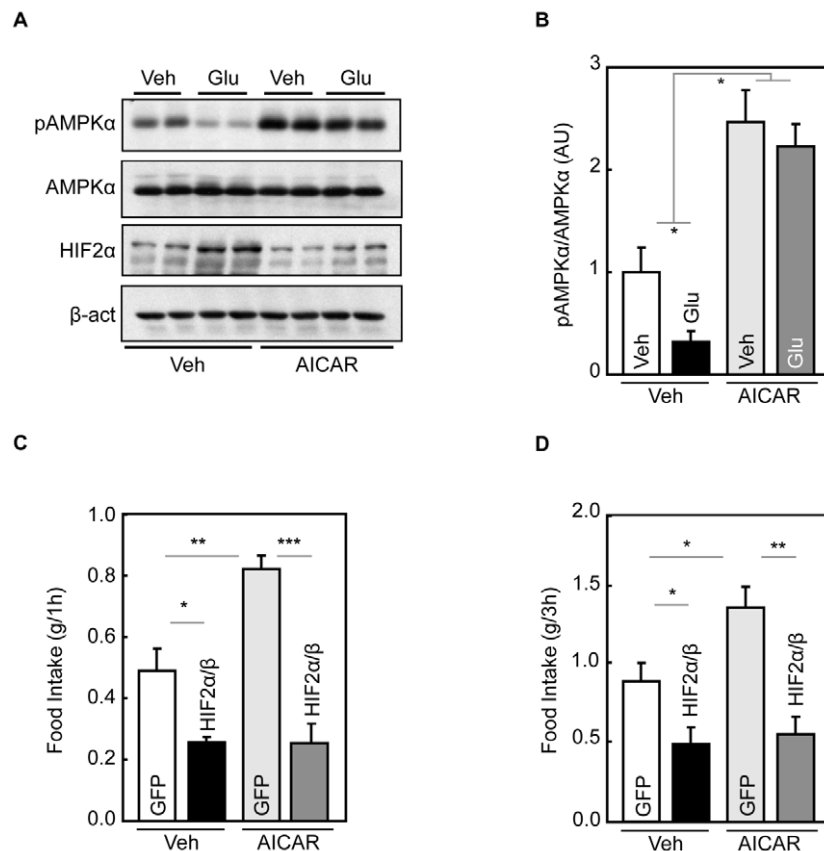 A
Veh Glu Veh Glu
pAMPKα
AMPKα
HIF2α
β-act
Veh AICAR
B
pAMPKα/AMPKα (AU)
3
2
1
0
*
*
Veh
Glu
Veh
Glu
Veh AICAR
C
Food Intake (g/1h)
1.0
0.8
0.6
0.4
0.2
0.0
** ***
*
GFP
HIF2α/β
GFP
HIF2α/β
Veh AICAR
D
Food Intake (g/3h)
2.0
1.5
1.0
0.5
0.0
* **
*
GFP
HIF2α/β
GFP
HIF2α/β
Veh AICAR